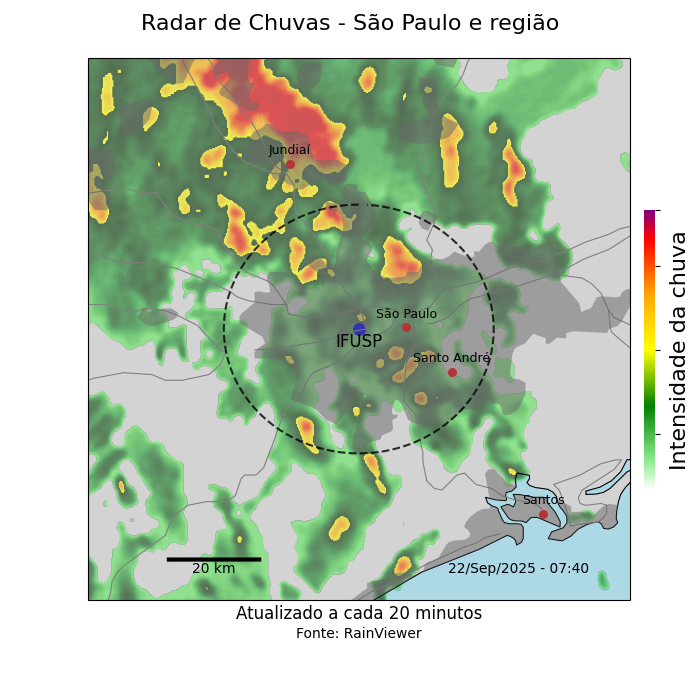 Radar de Chuvas - São Paulo e região
Jundiaí
São Paulo
IFUSP
Santo André
Santos
20 km
22/Sep/2025 - 07:40
Intensidade da chuva
Atualizado a cada 20 minutos
Fonte: RainViewer